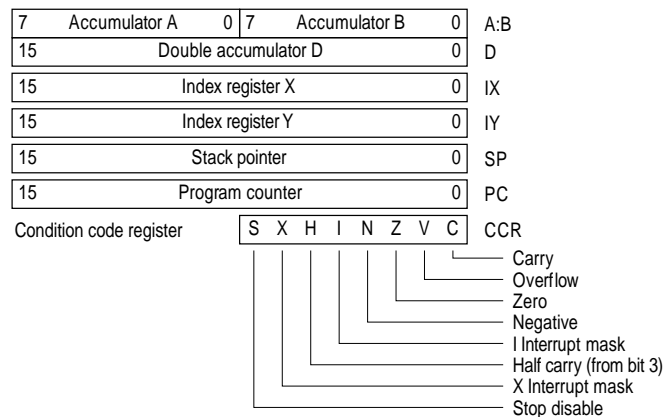 7 Accumulator A 0 7 Accumulator B 0 A:B
15 Double accumulator D 0 D
15 Index register X 0 IX
15 Index register Y 0 IY
15 Stack pointer 0 SP
15 Program counter 0 PC
Condition code register S X H I N Z V C CCR
Carry
Overflow
Zero
Negative
I Interrupt mask
Half carry (from bit 3)
X Interrupt mask
Stop disable